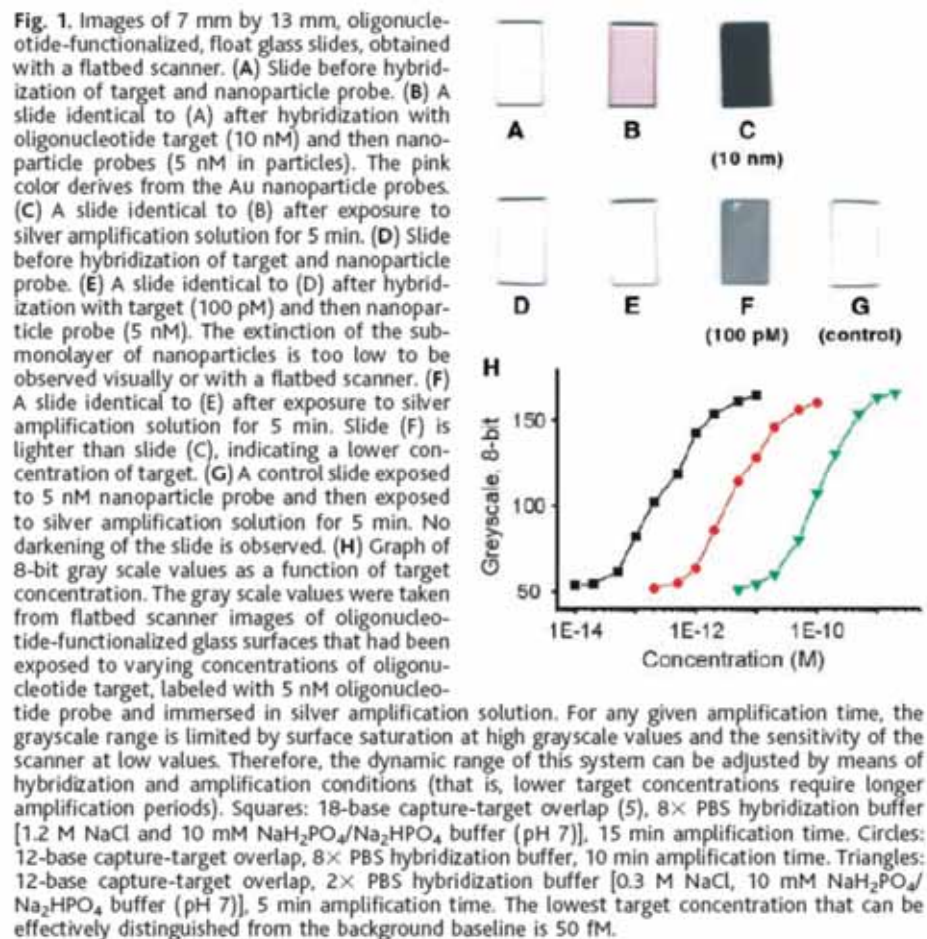 Fig. 1. Images of 7 mm by 13 mm, oligonucle-
otide-functionalized, float glass slides, obtained
with a flatbed scanner. (A) Slide before hybrid-
ization of target and nanoparticle probe. (B) A
slide identical to (A) after hybridization with
oligonucleotide target (10 nM) and then nano-
particle probes (5 nM in particles). The pink
color derives from the Au nanoparticle probes.
(C) A slide identical to (B) after exposure to
silver amplification solution for 5 min. (D) Slide
before hybridization of target and nanoparticle
probe. (E) A slide identical to (D) after hybrid-
ization with target (100 pM) and then nanopar-
ticle probe (5 nM). The extinction of the sub-
monolayer of nanoparticles is too low to be
observed visually or with a flatbed scanner. (F)
A slide identical to (E) after exposure to silver
amplification solution for 5 min. Slide (F) is
lighter than slide (C), indicating a lower con-
centration of target. (G) A control slide exposed
to 5 nM nanoparticle probe and then exposed
to silver amplification solution for 5 min. No
darkening of the slide is observed. (H) Graph of
8-bit gray scale values as a function of target
concentration. The gray scale values were taken
from flatbed scanner images of oligonucleo-
tide-functionalized glass surfaces that had been
exposed to varying concentrations of oligonu-
cleotide target, labeled with 5 nM oligonucleo-
tide probe and immersed in silver amplification solution. For any given amplification time, the
grayscale range is limited by surface saturation at high grayscale values and the sensitivity of the
scanner at low values. Therefore, the dynamic range of this system can be adjusted by means of
hybridization and amplification conditions (that is, lower target concentrations require longer
amplification periods). Squares: 18-base capture-target overlap (5), 8× PBS hybridization buffer
[1.2 M NaCl and 10 mM NaH₂PO₄/Na₂HPO₄ buffer (pH 7)], 15 min amplification time. Circles:
12-base capture-target overlap, 8× PBS hybridization buffer, 10 min amplification time. Triangles:
12-base capture-target overlap, 2× PBS hybridization buffer [0.3 M NaCl, 10 mM NaH₂PO₄/
Na₂HPO₄ buffer (pH 7)], 5 min amplification time. The lowest target concentration that can be
effectively distinguished from the background baseline is 50 fM.
A B C
(10 nm)
D E F G
(100 pM) (control)
H
Greyscale, 8-bit
150
100
50
1E-14 1E-12 1E-10
Concentration (M)